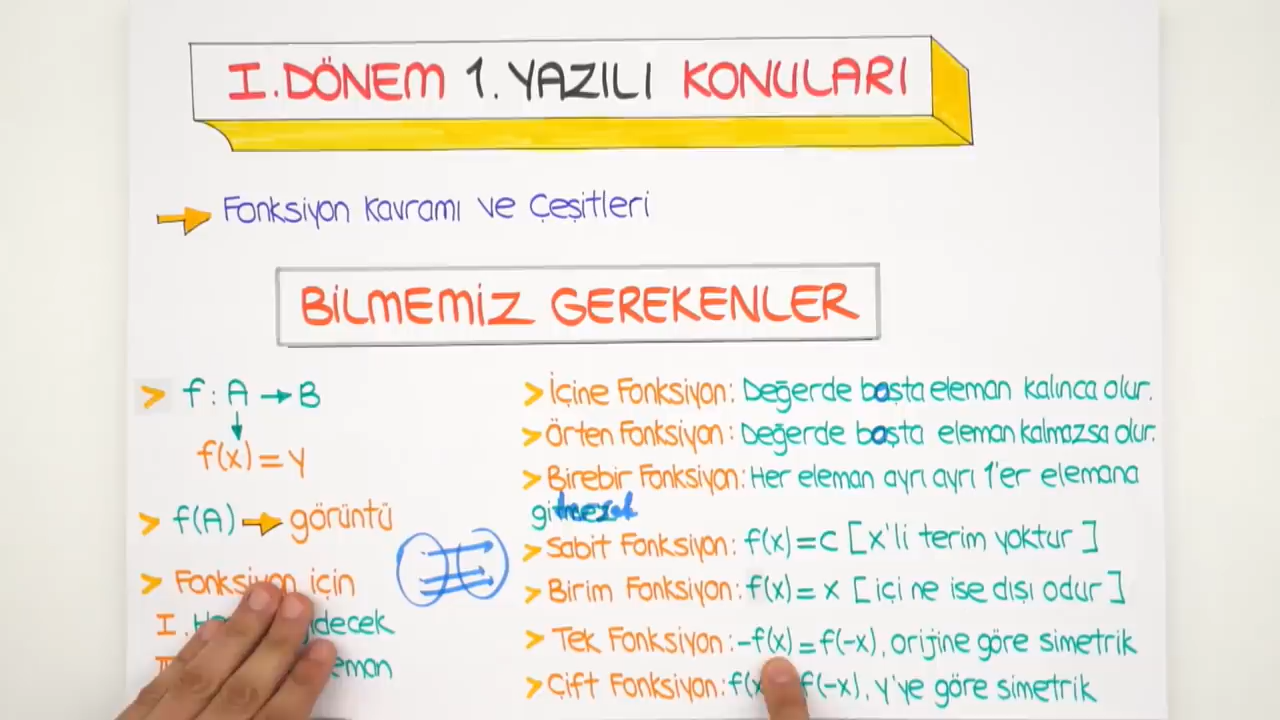 I. DÖNEM 1. YAZILI KONULARI
Fonksiyon Kavramı ve Çeşitleri
BİLMEMİZ GEREKENLER
> f : A → B
f(x) = y
> f(A) → görüntü
> Fonksiyon için
I.
> İçine Fonksiyon: Değerde boşta eleman kalınca olur.
> Örten Fonksiyon: Değerde boşta eleman kalmazsa olur.
> Birebir Fonksiyon: Her eleman ayrı ayrı 1'er elemana
> Sabit Fonksiyon: f(x) = c [x'li terim yoktur]
> Birim Fonksiyon: f(x) = x [içi ne ise dışı odur]
> Tek Fonksiyon: -f(x) = f(-x), orijine göre simetrik
> Çift Fonksiyon: f(-x), y'ye göre simetrik